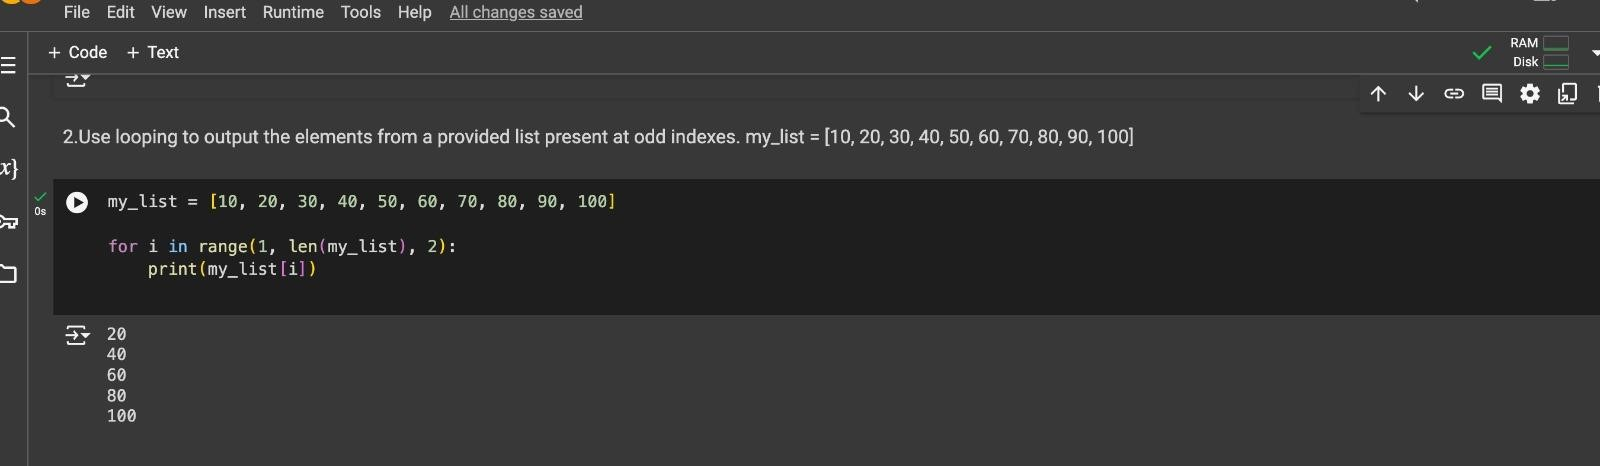 File Edit View Insert Runtime Tools Help All changes saved
+ Code + Text
RAM
Disk
2.Use looping to output the elements from a provided list present at odd indexes. my_list = [10, 20, 30, 40, 50, 60, 70, 80, 90, 100]
x}
0s
my_list = [10, 20, 30, 40, 50, 60, 70, 80, 90, 100]
for i in range(1, len(my_list), 2):
    print(my_list[i])
20
40
60
80
100